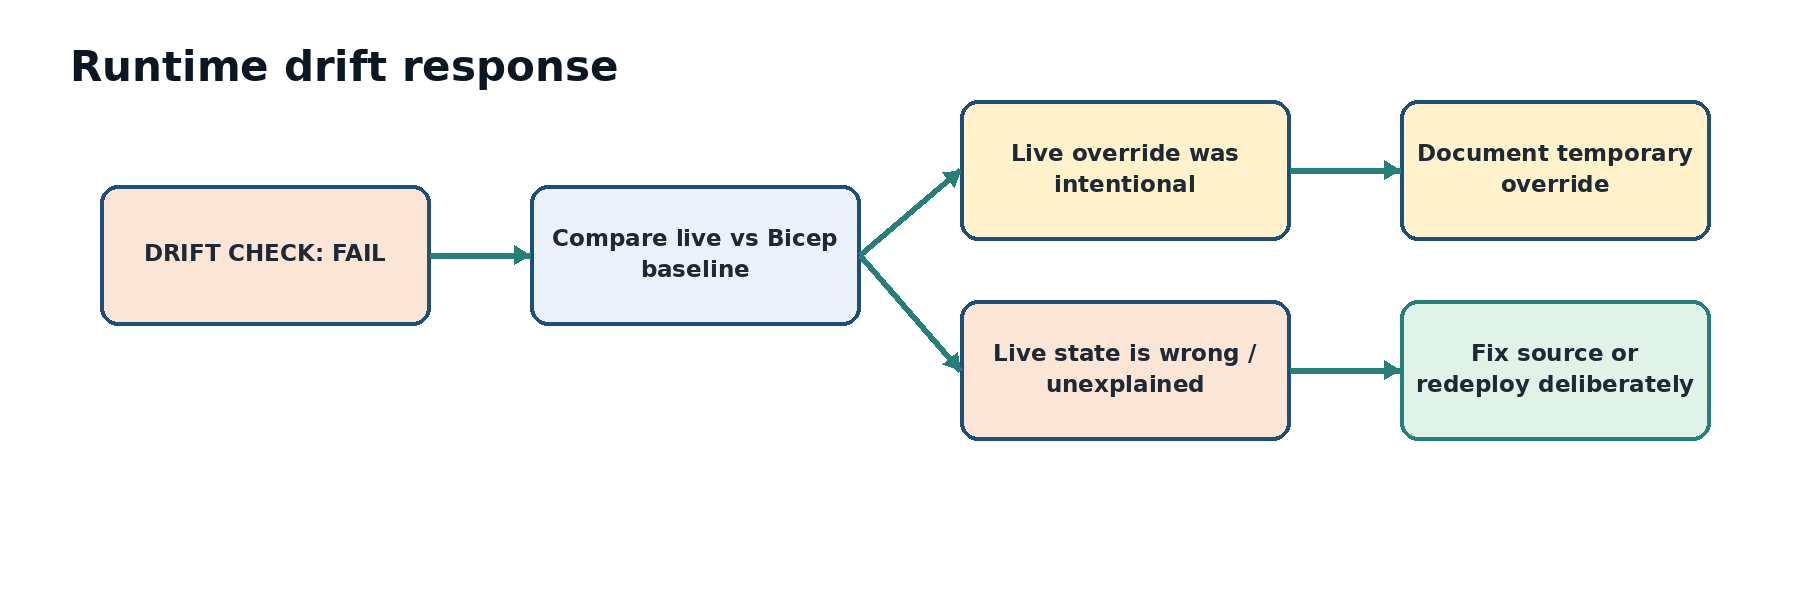 Runtime drift response
DRIFT CHECK: FAIL
Compare live vs Bicep
baseline
Live override was
intentional
Document temporary
override
Live state is wrong /
unexplained
Fix source or
redeploy deliberately